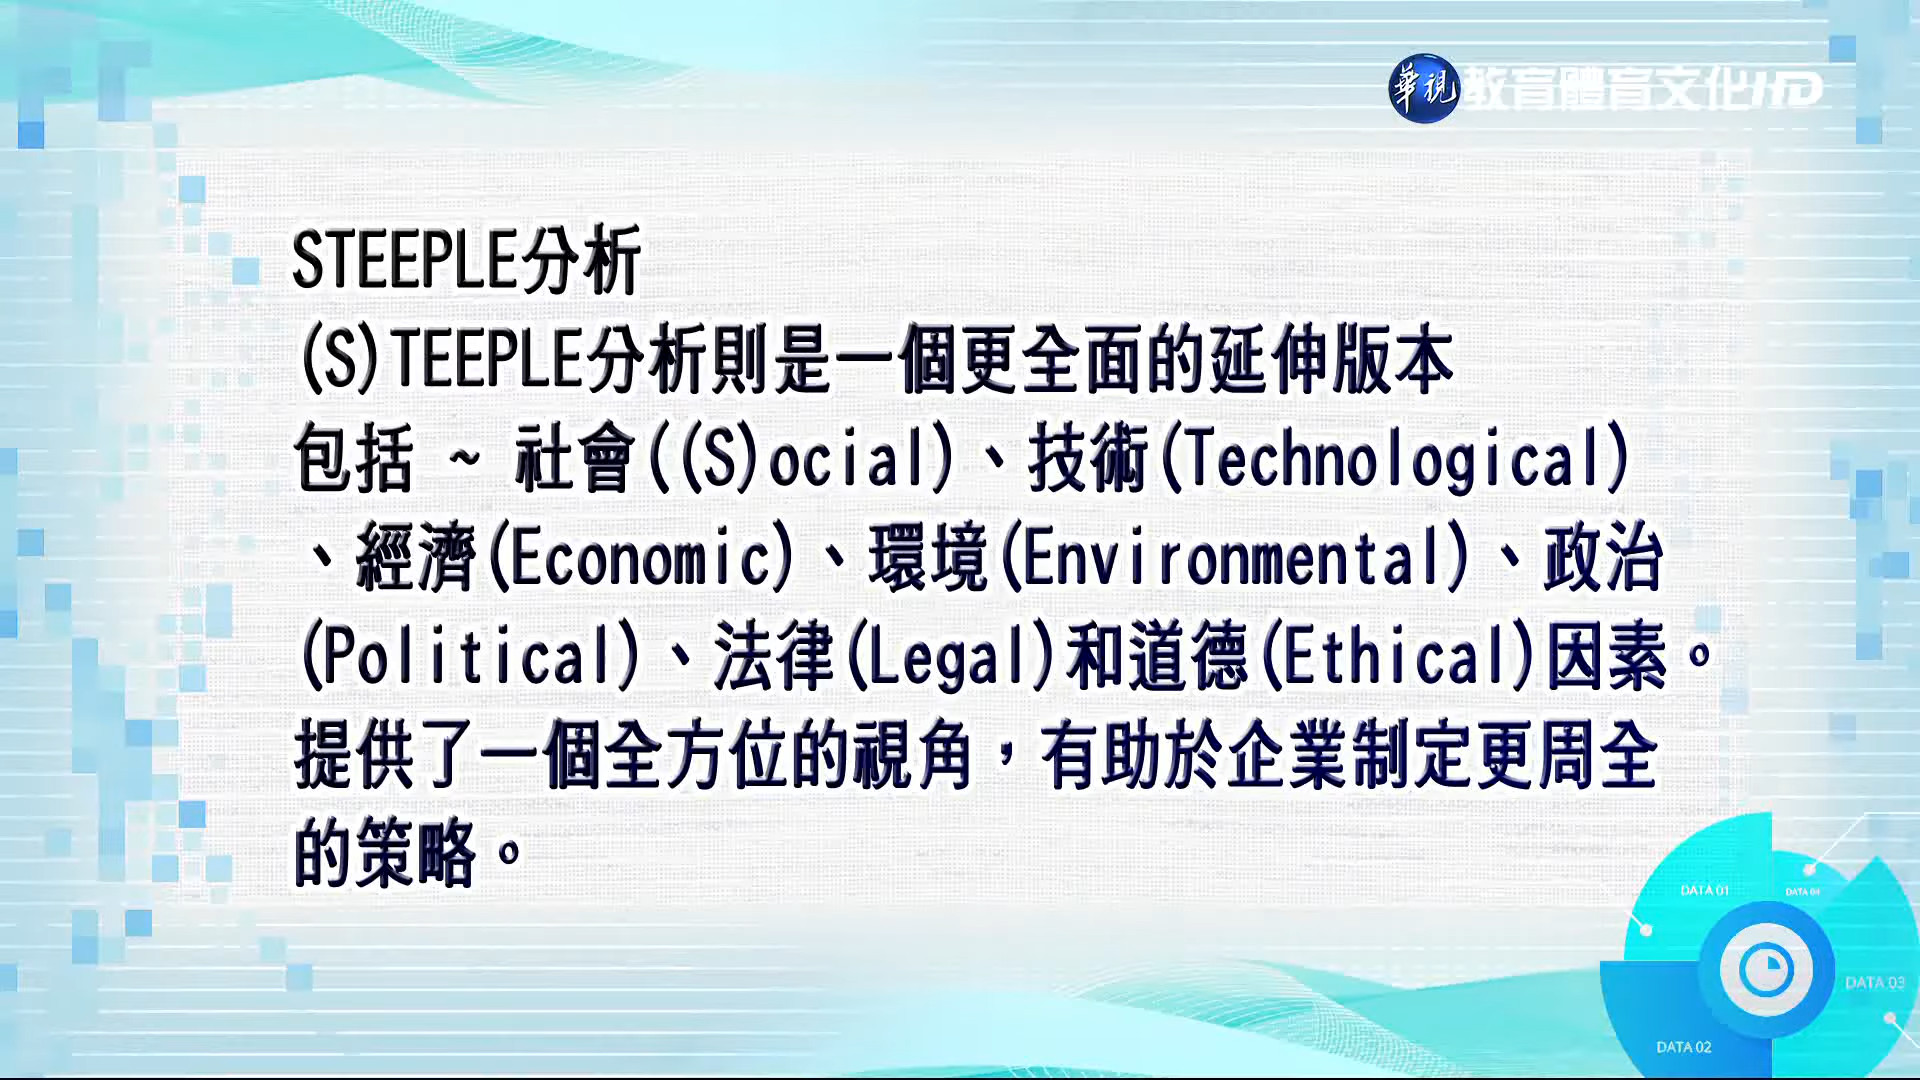 華視 教育體育文化HD
STEEPLE分析
(S)TEEPLE分析則是一個更全面的延伸版本
包括 ~ 社會((S)ocial)、技術(Technological)
、經濟(Economic)、環境(Environmental)、政治
(Political)、法律(Legal)和道德(Ethical)因素。
提供了一個全方位的視角，有助於企業制定更周全
的策略。
DATA 01
DATA 04
DATA 03
DATA 02